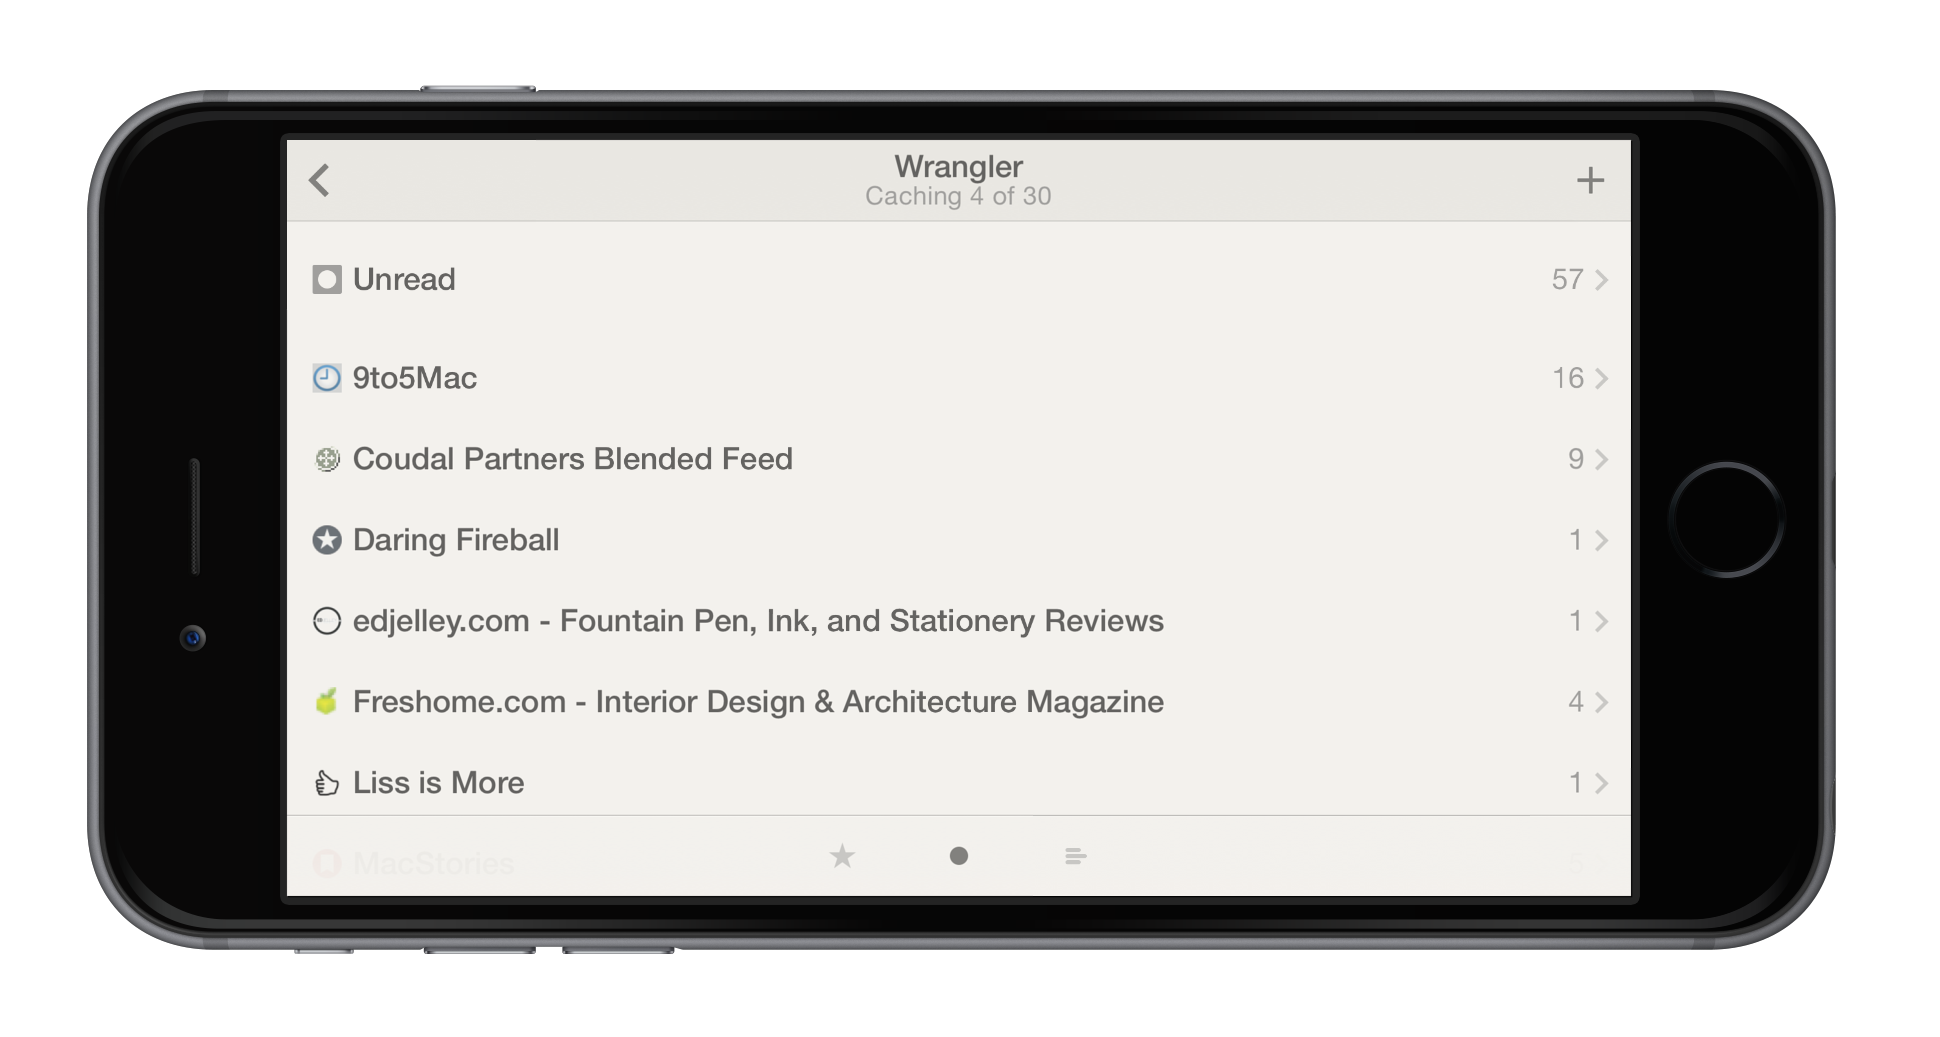 Wrangler
Caching 4 of 30
Unread 57
9to5Mac 16
Coudal Partners Blended Feed 9
Daring Fireball 1
edjelley.com - Fountain Pen, Ink, and Stationery Reviews 1
Freshome.com - Interior Design & Architecture Magazine 4
Liss is More 1
MacStories 5